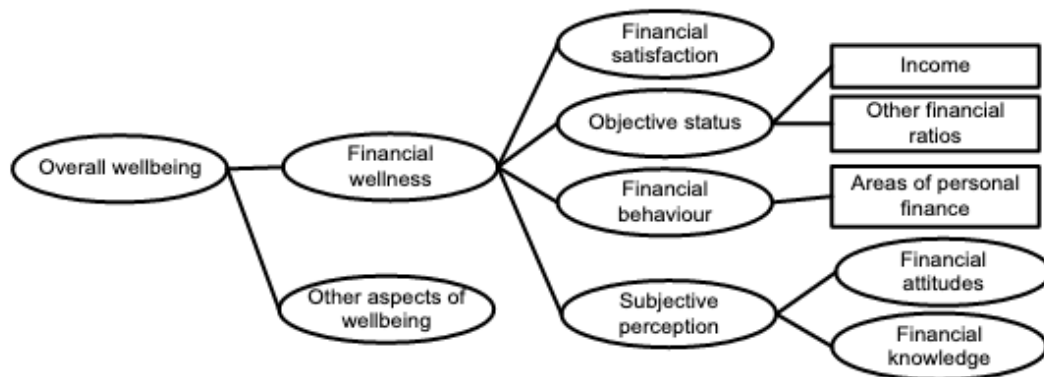 Financial
satisfaction
Income
Objective status
Other financial
ratios
Overall wellbeing
Financial
wellness
Financial
behaviour
Areas of personal
finance
Other aspects of
wellbeing
Subjective
perception
Financial
attitudes
Financial
knowledge